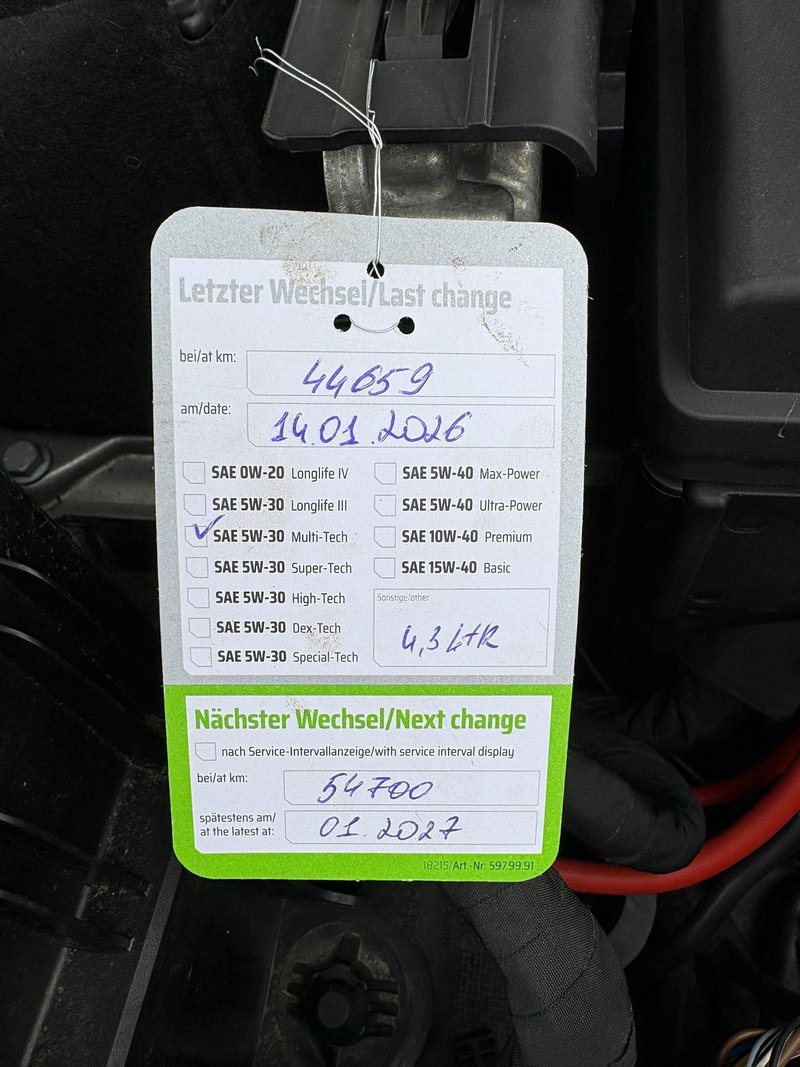 Letzter Wechsel/Last change
bei/at km: 44659
am/date: 14.01.2026
SAE 0W-20 Longlife IV
SAE 5W-30 Longlife III
SAE 5W-30 Multi-Tech
SAE 5W-30 Super-Tech
SAE 5W-30 High-Tech
SAE 5W-30 Dex-Tech
SAE 5W-30 Special-Tech
SAE 5W-40 Max-Power
SAE 5W-40 Ultra-Power
SAE 10W-40 Premium
SAE 15W-40 Basic
Sonstige/other
4,3 LtR
Nächster Wechsel/Next change
nach Service-Intervallanzeige/with service interval display
bei/at km: 54700
spätestens am/
at the latest at: 01.2027
18215/Art.-Nr: 597.99.91